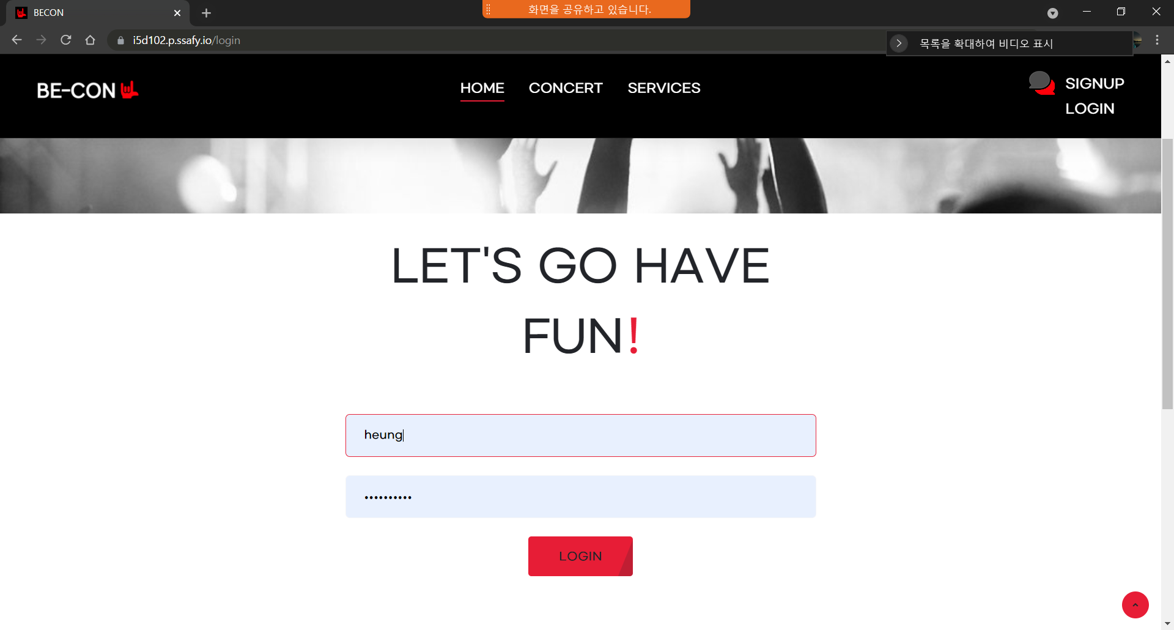 BECON
화면을 공유하고 있습니다.
i5d102.p.ssafy.io/login
목록을 확대하여 비디오 표시
BE-CON
HOME CONCERT SERVICES
SIGNUP
LOGIN
LET'S GO HAVE
FUN!
heung
••••••••••
LOGIN